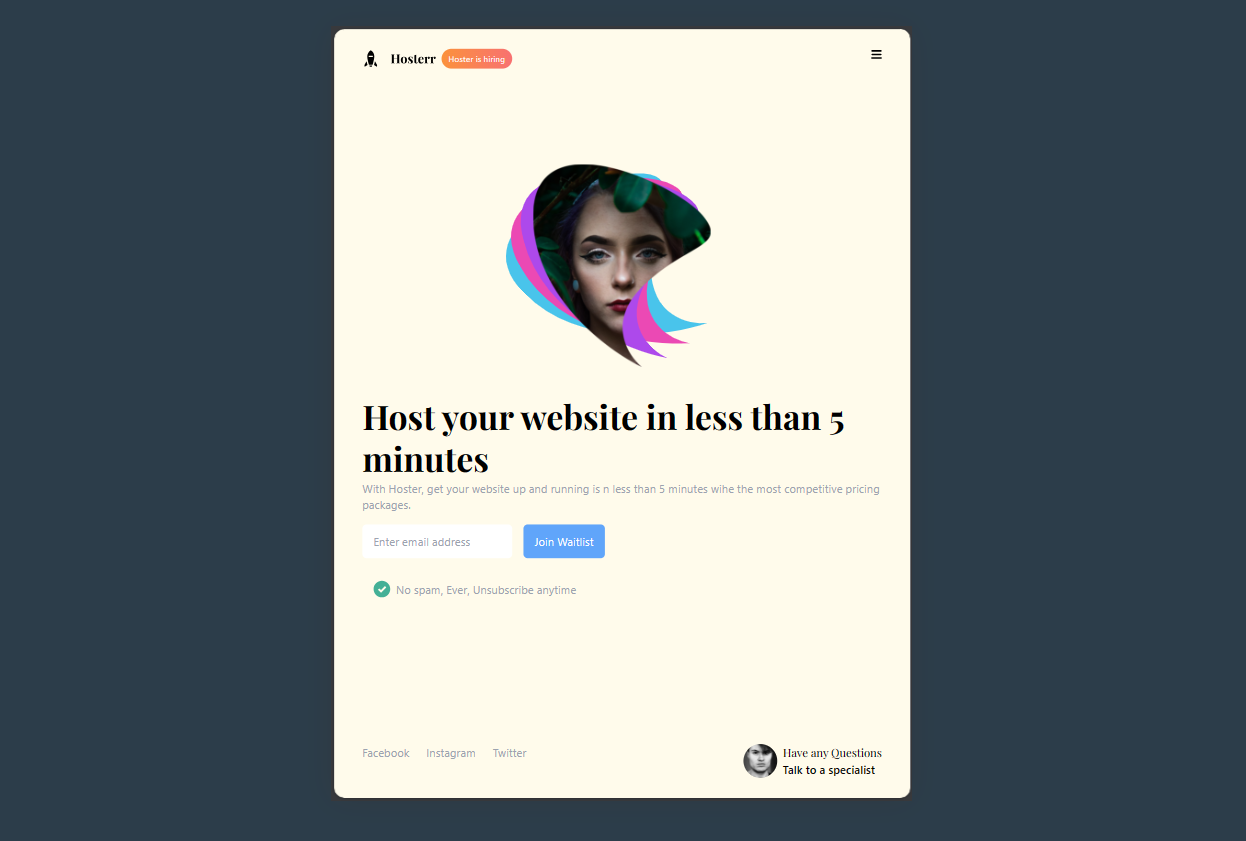 Hosterr
Hoster is hiring
Host your website in less than 5
minutes
With Hoster, get your website up and running is n less than 5 minutes wihe the most competitive pricing
packages.
Enter email address
Join Waitlist
No spam, Ever, Unsubscribe anytime
Facebook
Instagram
Twitter
Have any Questions
Talk to a specialist